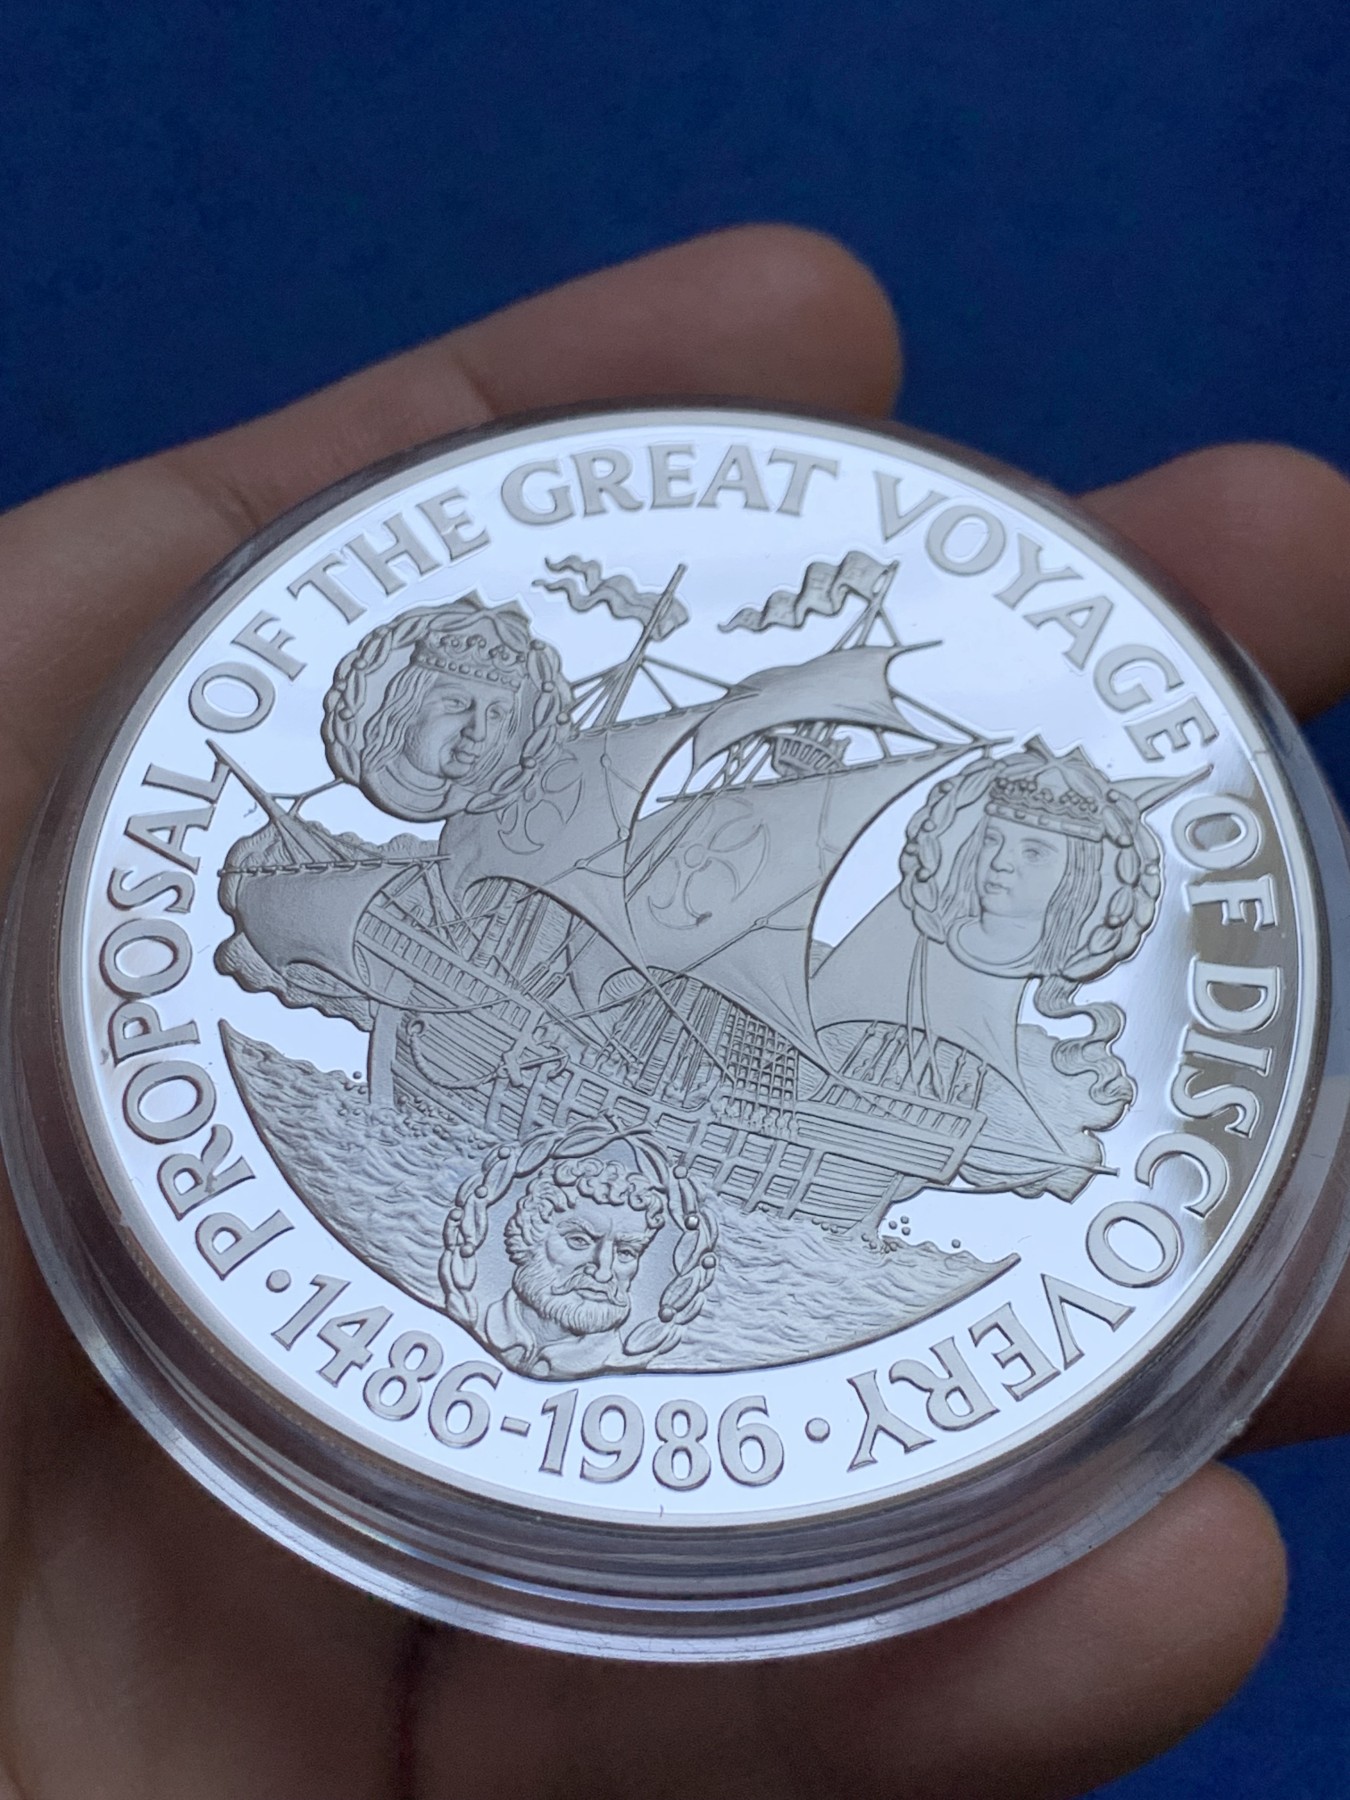 PROPOSAL OF THE GREAT VOYAGE OF DISCOVERY
· 1486-1986 ·